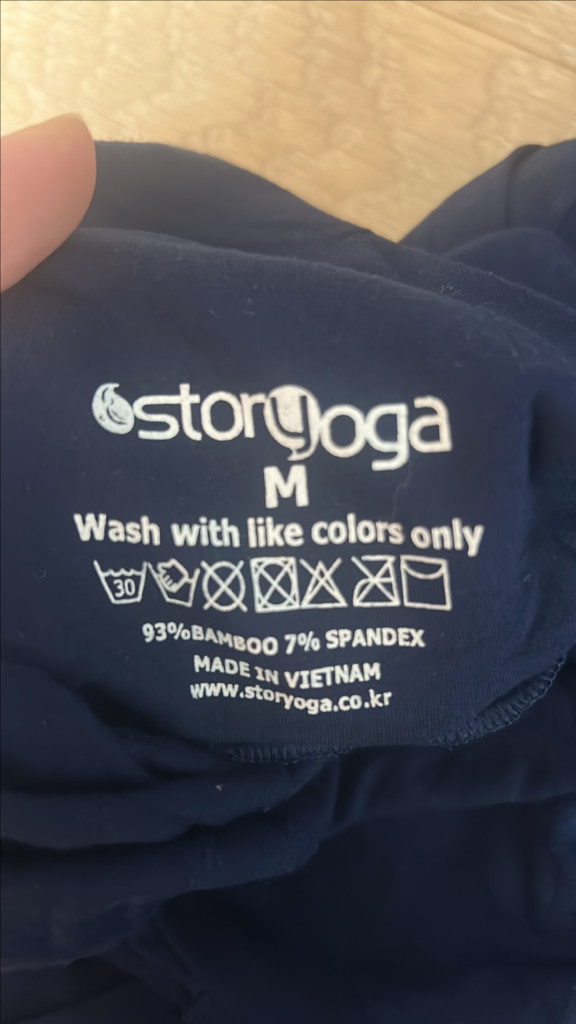 storyoga
M
Wash with like colors only
30
93%BAMBOO 7% SPANDEX
MADE IN VIETNAM
www.storyoga.co.kr